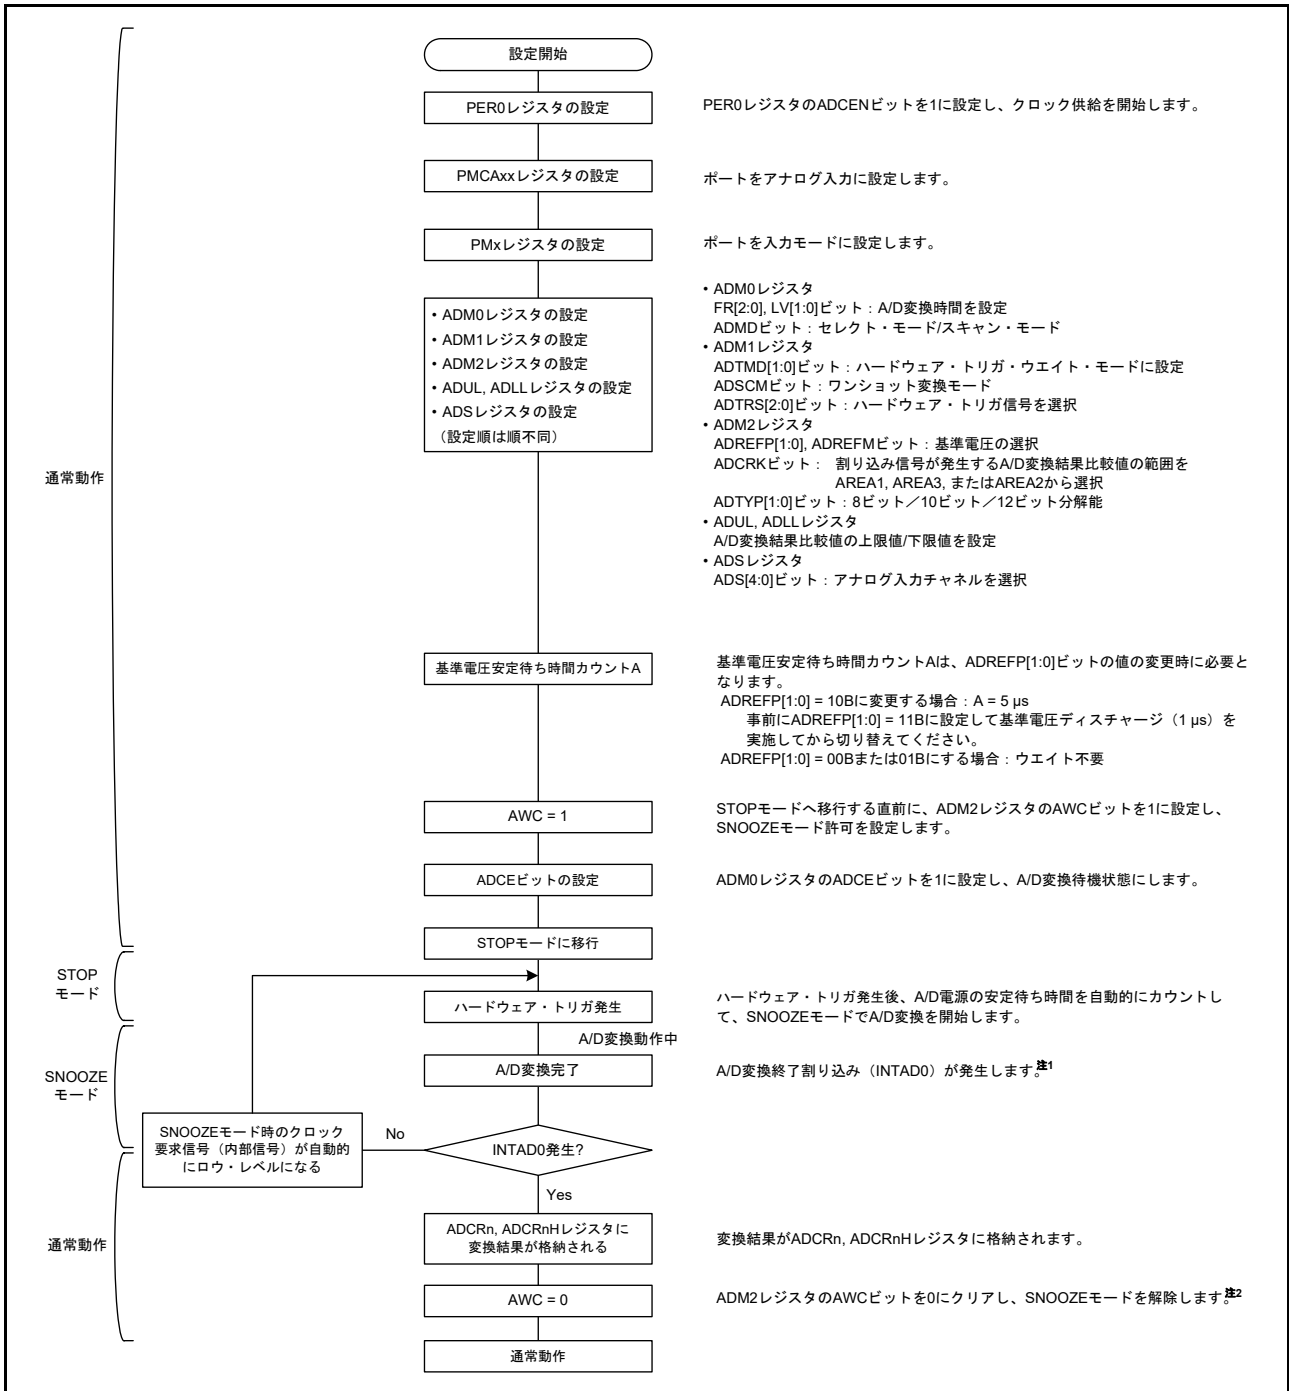 設定開始
PER0レジスタの設定
PER0レジスタのADCENビットを1に設定し、クロック供給を開始します。
PMCAxxレジスタの設定
ポートをアナログ入力に設定します。
PMxレジスタの設定
ポートを入力モードに設定します。
• ADM0レジスタの設定
• ADM1レジスタの設定
• ADM2レジスタの設定
• ADUL, ADLLレジスタの設定
• ADSレジスタの設定
（設定順は順不同）
• ADM0レジスタ
FR[2:0], LV[1:0]ビット：A/D変換時間を設定
ADMDビット：セレクト・モード/スキャン・モード
• ADM1レジスタ
ADTMD[1:0]ビット：ハードウェア・トリガ・ウエイト・モードに設定
ADSCMビット：ワンショット変換モード
ADTRS[2:0]ビット：ハードウェア・トリガ信号を選択
• ADM2レジスタ
ADREFP[1:0], ADREFMビット：基準電圧の選択
ADCRKビット： 割り込み信号が発生するA/D変換結果比較値の範囲を
AREA1, AREA3, またはAREA2から選択
ADTYP[1:0]ビット：8ビット／10ビット／12ビット分解能
• ADUL, ADLLレジスタ
A/D変換結果比較値の上限値/下限値を設定
• ADSレジスタ
ADS[4:0]ビット：アナログ入力チャネルを選択
通常動作
基準電圧安定待ち時間カウントA
基準電圧安定待ち時間カウントAは、ADREFP[1:0]ビットの値の変更時に必要と
なります。
ADREFP[1:0] = 10Bに変更する場合：A = 5 µs
事前にADREFP[1:0] = 11Bに設定して基準電圧ディスチャージ（1 µs）を
実施してから切り替えてください。
ADREFP[1:0] = 00Bまたは01Bにする場合：ウエイト不要
AWC = 1
STOPモードへ移行する直前に、ADM2レジスタのAWCビットを1に設定し、
SNOOZEモード許可を設定します。
ADCEビットの設定
ADM0レジスタのADCEビットを1に設定し、A/D変換待機状態にします。
STOPモードに移行
STOP
モード
ハードウェア・トリガ発生
ハードウェア・トリガ発生後、A/D電源の安定待ち時間を自動的にカウントし
て、SNOOZEモードでA/D変換を開始します。
A/D変換動作中
SNOOZE
モード
A/D変換完了
A/D変換終了割り込み（INTAD0）が発生します。注1
SNOOZEモード時のクロック
要求信号（内部信号）が自動的
にロウ・レベルになる
No
INTAD0発生?
Yes
通常動作
ADCRn, ADCRnHレジスタに
変換結果が格納される
変換結果がADCRn, ADCRnHレジスタに格納されます。
AWC = 0
ADM2レジスタのAWCビットを0にクリアし、SNOOZEモードを解除します。注2
通常動作